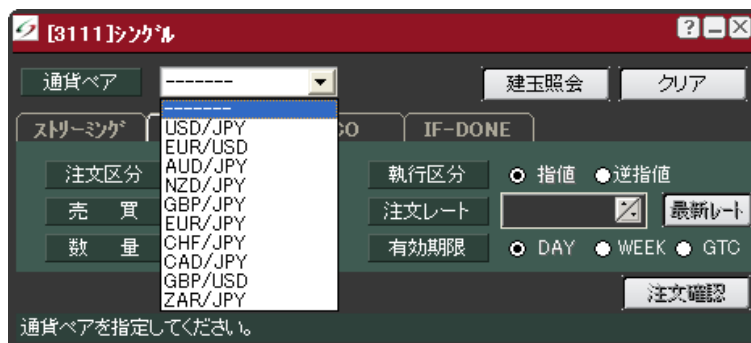 [3111]ｼﾝｸﾞﾙ
通貨ペア ------- 建玉照会 クリア
-------
USD/JPY
EUR/USD
AUD/JPY
NZD/JPY
GBP/JPY
EUR/JPY
CHF/JPY
CAD/JPY
GBP/USD
ZAR/JPY
ｽﾄﾘｰﾐﾝｸﾞ CO IF-DONE
注文区分 執行区分 指値 逆指値
売 買 注文レート 最新ﾚｰﾄ
数 量 有効期限 DAY WEEK GTC
注文確認
通貨ペアを指定してください。